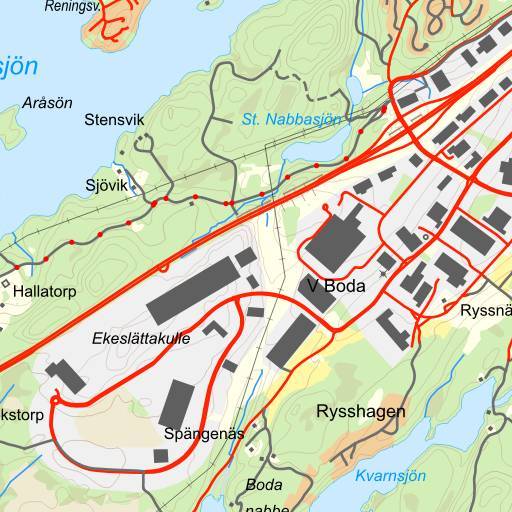 Reningsv.
sjön
Aråsön
Stensvik
St. Nabbasjön
Sjövik
Hallatorp
V Boda
Ryssnä
Ekeslättakulle
kstorp
Rysshagen
Spängenäs
Kvarnsjön
Boda
nabbe